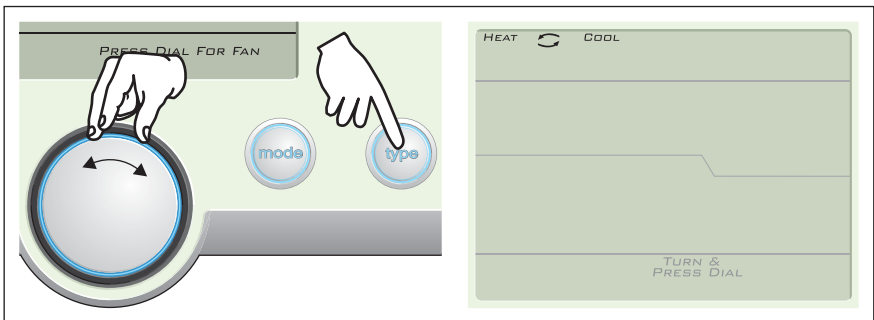 PRESS DIAL FOR FAN
mode
type
HEAT COOL
TURN &
PRESS DIAL